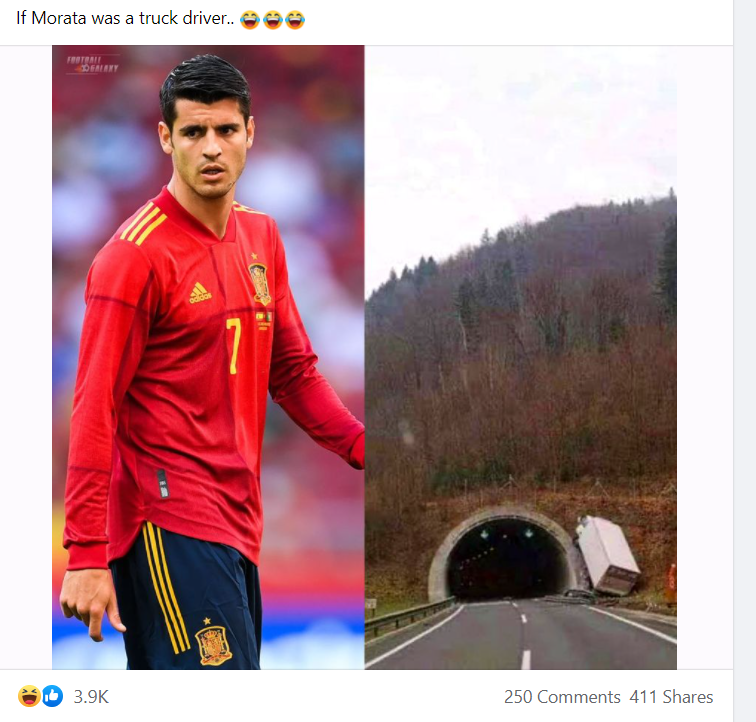 If Morata was a truck driver.. 😂😂😂
FOOTBALL
GALAXY
adidas
7
3.9K
250 Comments 411 Shares